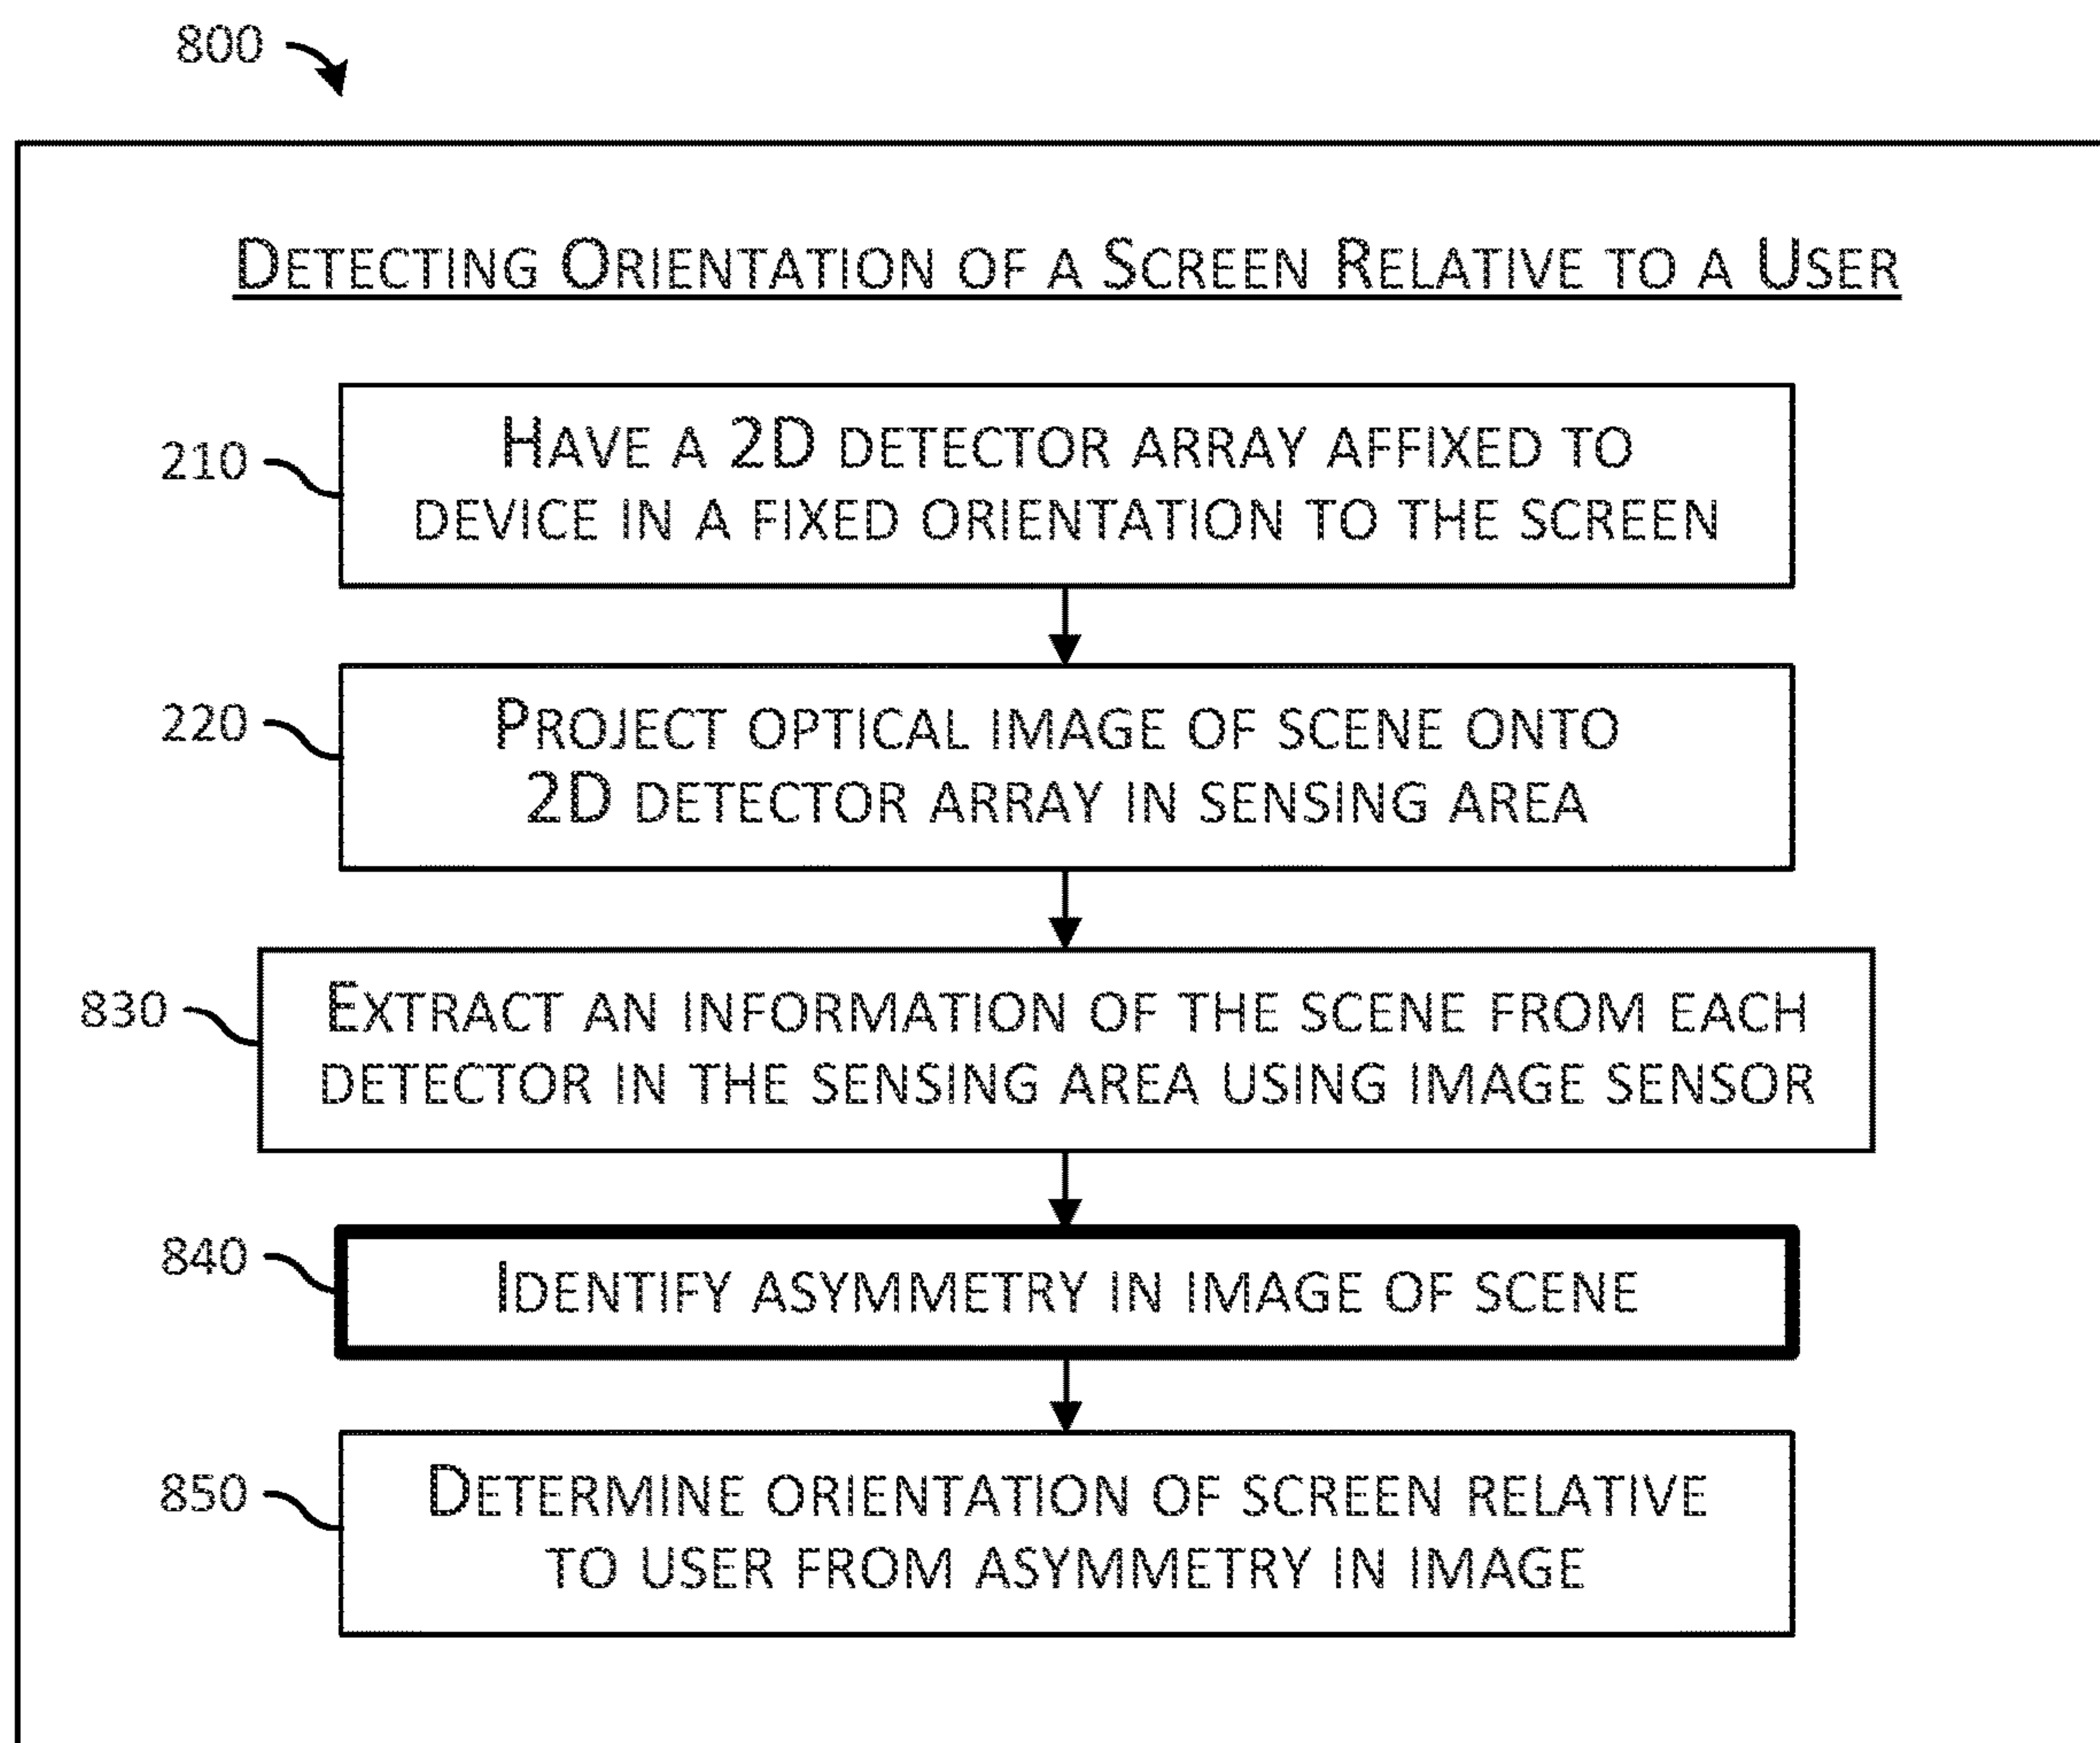 800
DETECTING ORIENTATION OF A SCREEN RELATIVE TO A USER
210
HAVE A 2D DETECTOR ARRAY AFFIXED TO
DEVICE IN A FIXED ORIENTATION TO THE SCREEN
220
PROJECT OPTICAL IMAGE OF SCENE ONTO
2D DETECTOR ARRAY IN SENSING AREA
830
EXTRACT AN INFORMATION OF THE SCENE FROM EACH
DETECTOR IN THE SENSING AREA USING IMAGE SENSOR
840
IDENTIFY ASYMMETRY IN IMAGE OF SCENE
850
DETERMINE ORIENTATION OF SCREEN RELATIVE
TO USER FROM ASYMMETRY IN IMAGE